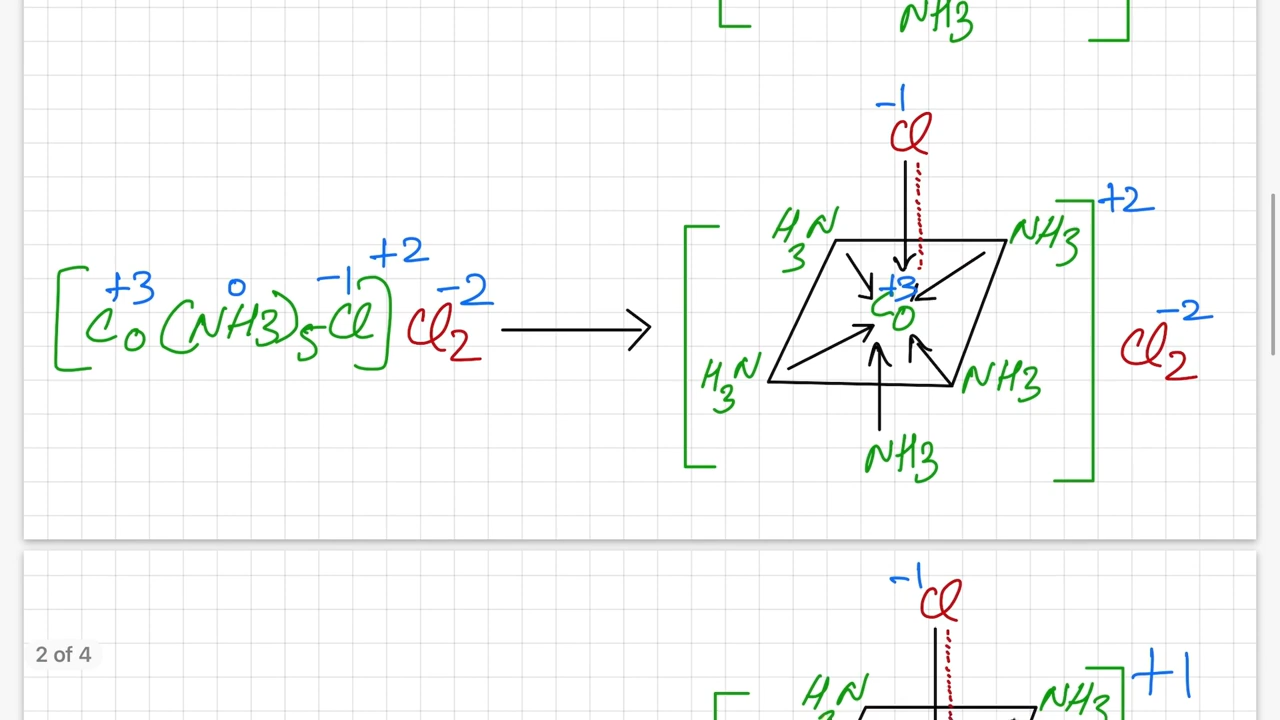 NH3
-1
Cl
+2
H3N NH3
+3 0 -1 +2 -2
[Co(NH3)5Cl]Cl2
+3
Co
-2
Cl2
H3N NH3
NH3
-1
Cl
2 of 4
+1
H3N NH3